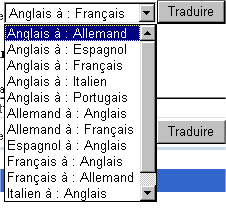 Anglais à : Français Traduire
Anglais à : Allemand
Anglais à : Espagnol
Anglais à : Français
Anglais à : Italien
Anglais à : Portugais
Allemand à : Anglais
Allemand à : Français Traduire
Espagnol à : Anglais
Français à : Anglais
Français à : Allemand
Italien à : Anglais